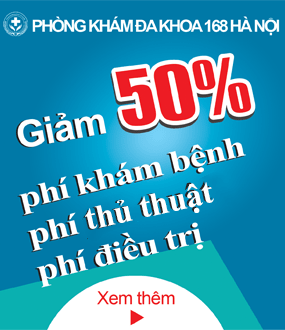 PHÒNG KHÁM ĐA KHOA 168 HÀ NỘI
Giảm 50%
phí khám bệnh
phí thủ thuật
phí điều trị
Xem thêm